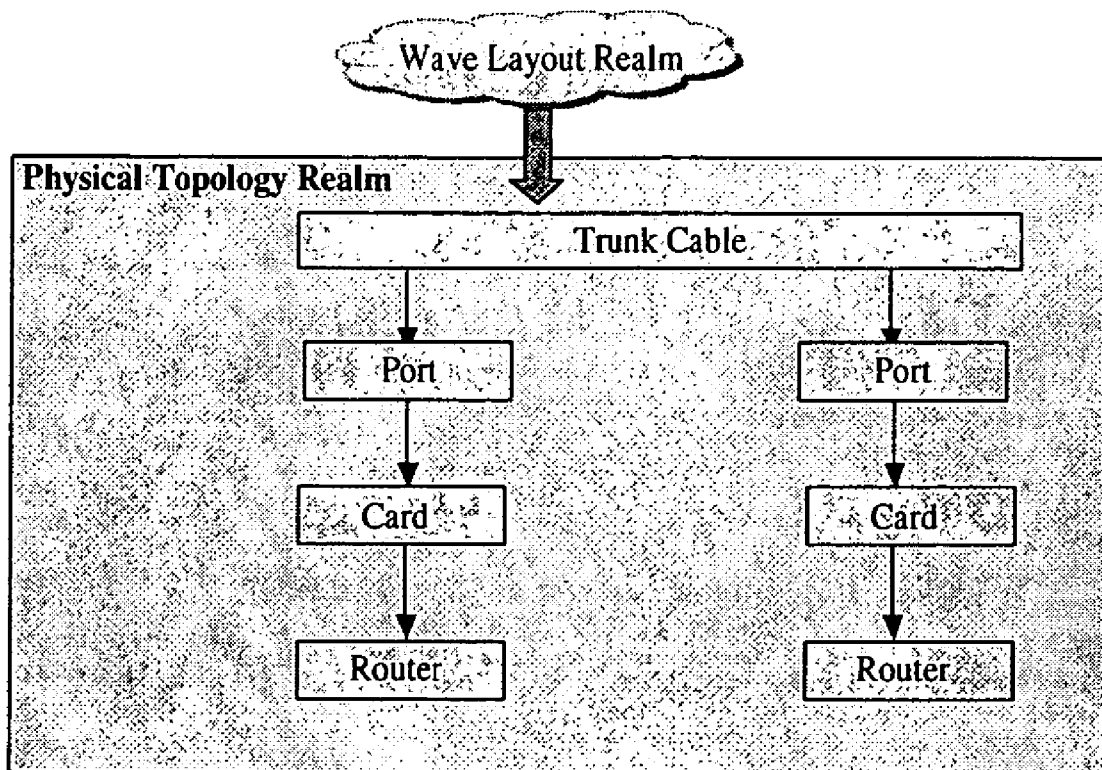 Wave Layout Realm
Physical Topology Realm
Trunk Cable
Port
Port
Card
Card
Router
Router